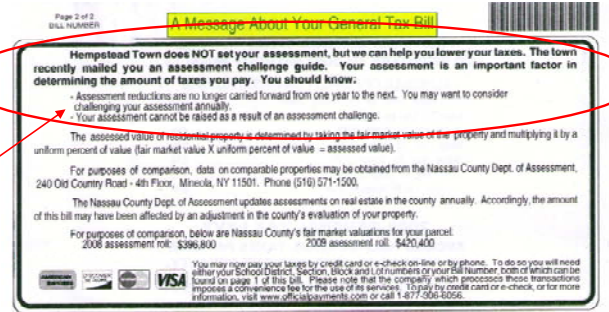 Page 2 of 2
BILL NUMBER
A Message About Your General Tax Bill
Hempstead Town does NOT set your assessment, but we can help you lower your taxes. The town
recently mailed you an assessment challenge guide. Your assessment is an important factor in
determining the amount of taxes you pay. You should know:
- Assessment reductions are no longer carried forward from one year to the next. You may want to consider
challenging your assessment annually.
- Your assessment cannot be raised as a result of an assessment challenge.
The assessed value of residential property is determined by taking the fair market value of the property and multiplying it by a
uniform percent of value (fair market value X uniform percent of value = assessed value).
For purposes of comparison, data on comparable properties may be obtained from the Nassau County Dept. of Assessment,
240 Old Country Road - 4th Floor, Mineola, NY 11501. Phone (516) 571-1500.
The Nassau County Dept. of Assessment updates assessments on real estate in the county annually. Accordingly, the amount
of this bill may have been affected by an adjustment in the county's evaluation of your property.
For purposes of comparison, below are Nassau County's fair market valuations for your parcel.
2008 assessment roll: $396,800 2009 assesment roll: $420,400
You may now pay your taxes by credit card or e-check on-line or by phone. To do so you will need
either your School District, Section, Block and Lot numbers or your Bill Number, both of which can be
found on page 1 of this bill. Please note that the company which processes these transactions
imposes a convenience fee for the use of its services. To pay by credit card or e-check, or for more
information, visit www.officialpayments.com or call 1-877-906-6056.
VISA